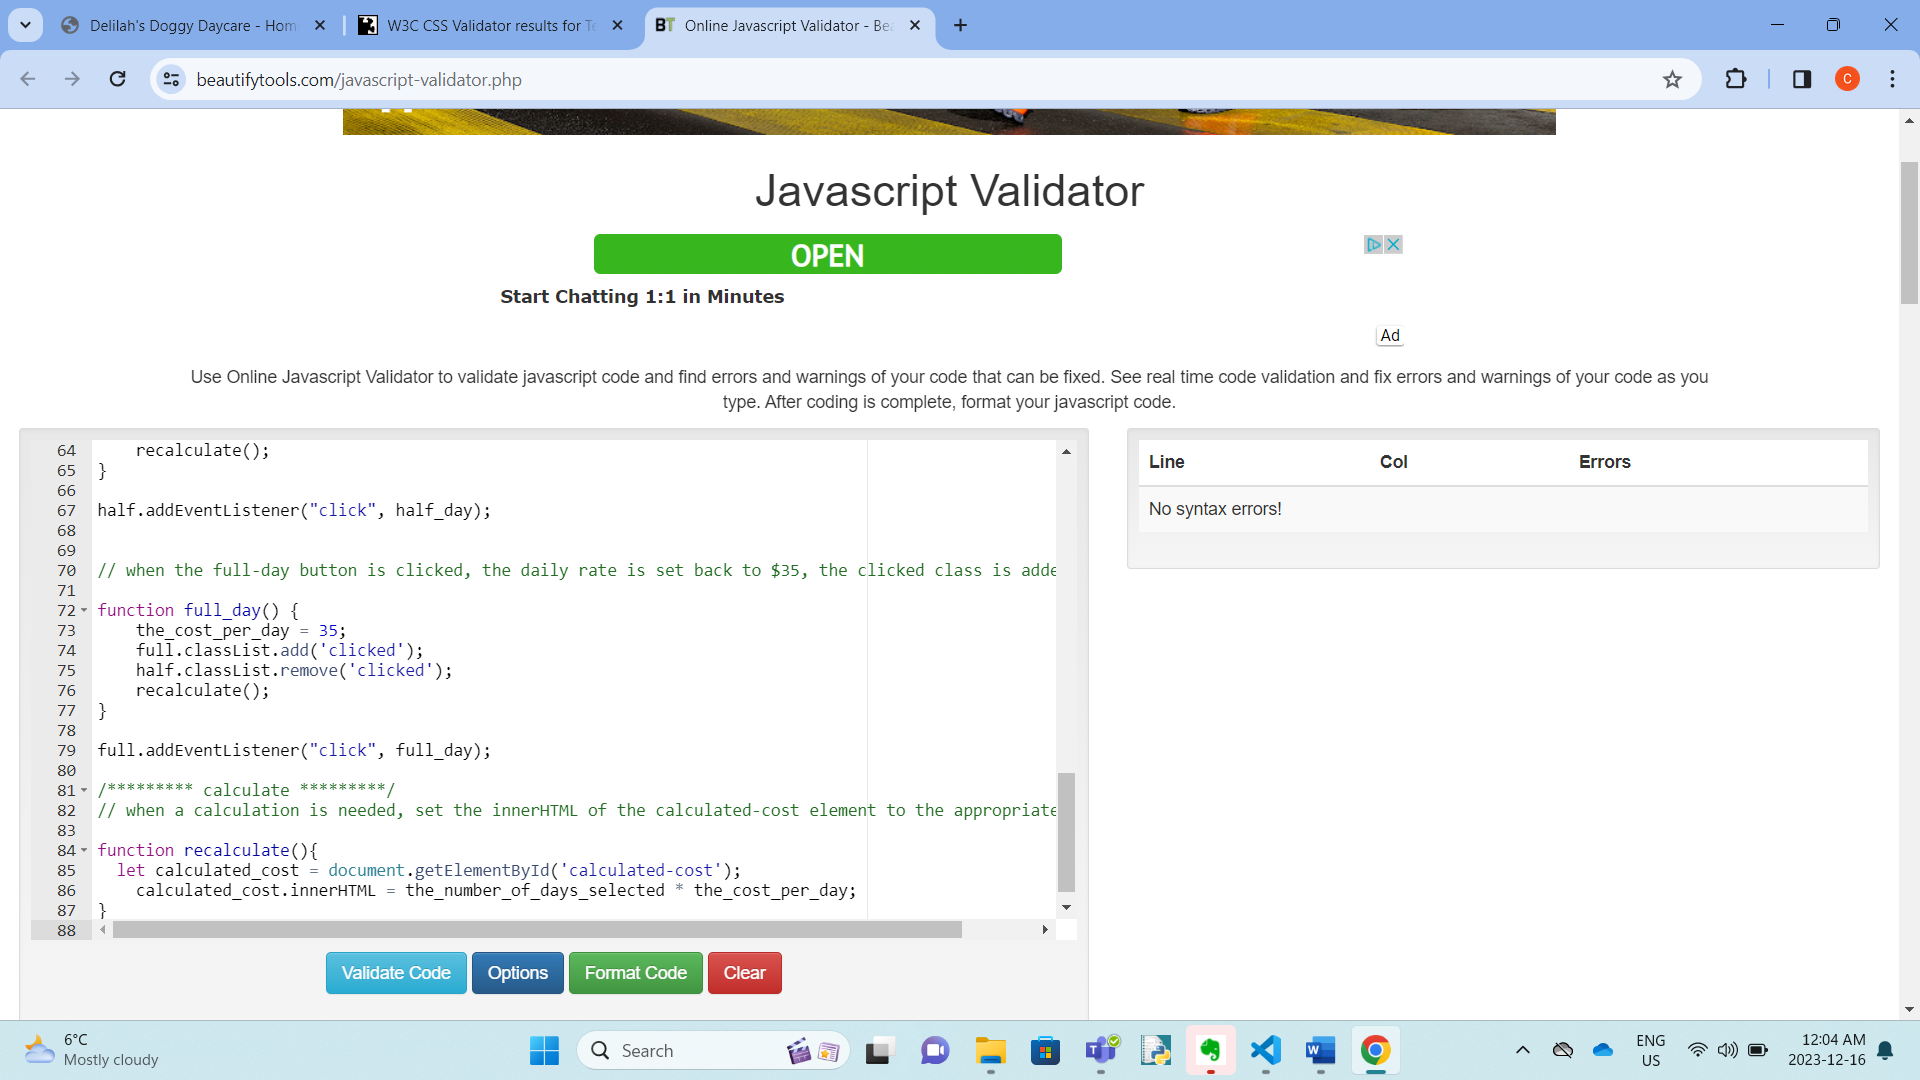 Delilah's Doggy Daycare - Hom
W3C CSS Validator results for Te
BT Online Javascript Validator - Bea
beautifytools.com/javascript-validator.php
C
Javascript Validator
OPEN
Start Chatting 1:1 in Minutes
Ad
Use Online Javascript Validator to validate javascript code and find errors and warnings of your code that can be fixed. See real time code validation and fix errors and warnings of your code as you
type. After coding is complete, format your javascript code.
64 recalculate();
65 }
66
67 half.addEventListener("click", half_day);
68
69
70 // when the full-day button is clicked, the daily rate is set back to $35, the clicked class is adde
71
72 function full_day() {
73 the_cost_per_day = 35;
74 full.classList.add('clicked');
75 half.classList.remove('clicked');
76 recalculate();
77 }
78
79 full.addEventListener("click", full_day);
80
81 /********* calculate *********/
82 // when a calculation is needed, set the innerHTML of the calculated-cost element to the appropriate
83
84 function recalculate(){
85 let calculated_cost = document.getElementById('calculated-cost');
86 calculated_cost.innerHTML = the_number_of_days_selected * the_cost_per_day;
87 }
88
Line Col Errors
No syntax errors!
Validate Code Options Format Code Clear
6°C
Mostly cloudy
Search
ENG
US
12:04 AM
2023-12-16